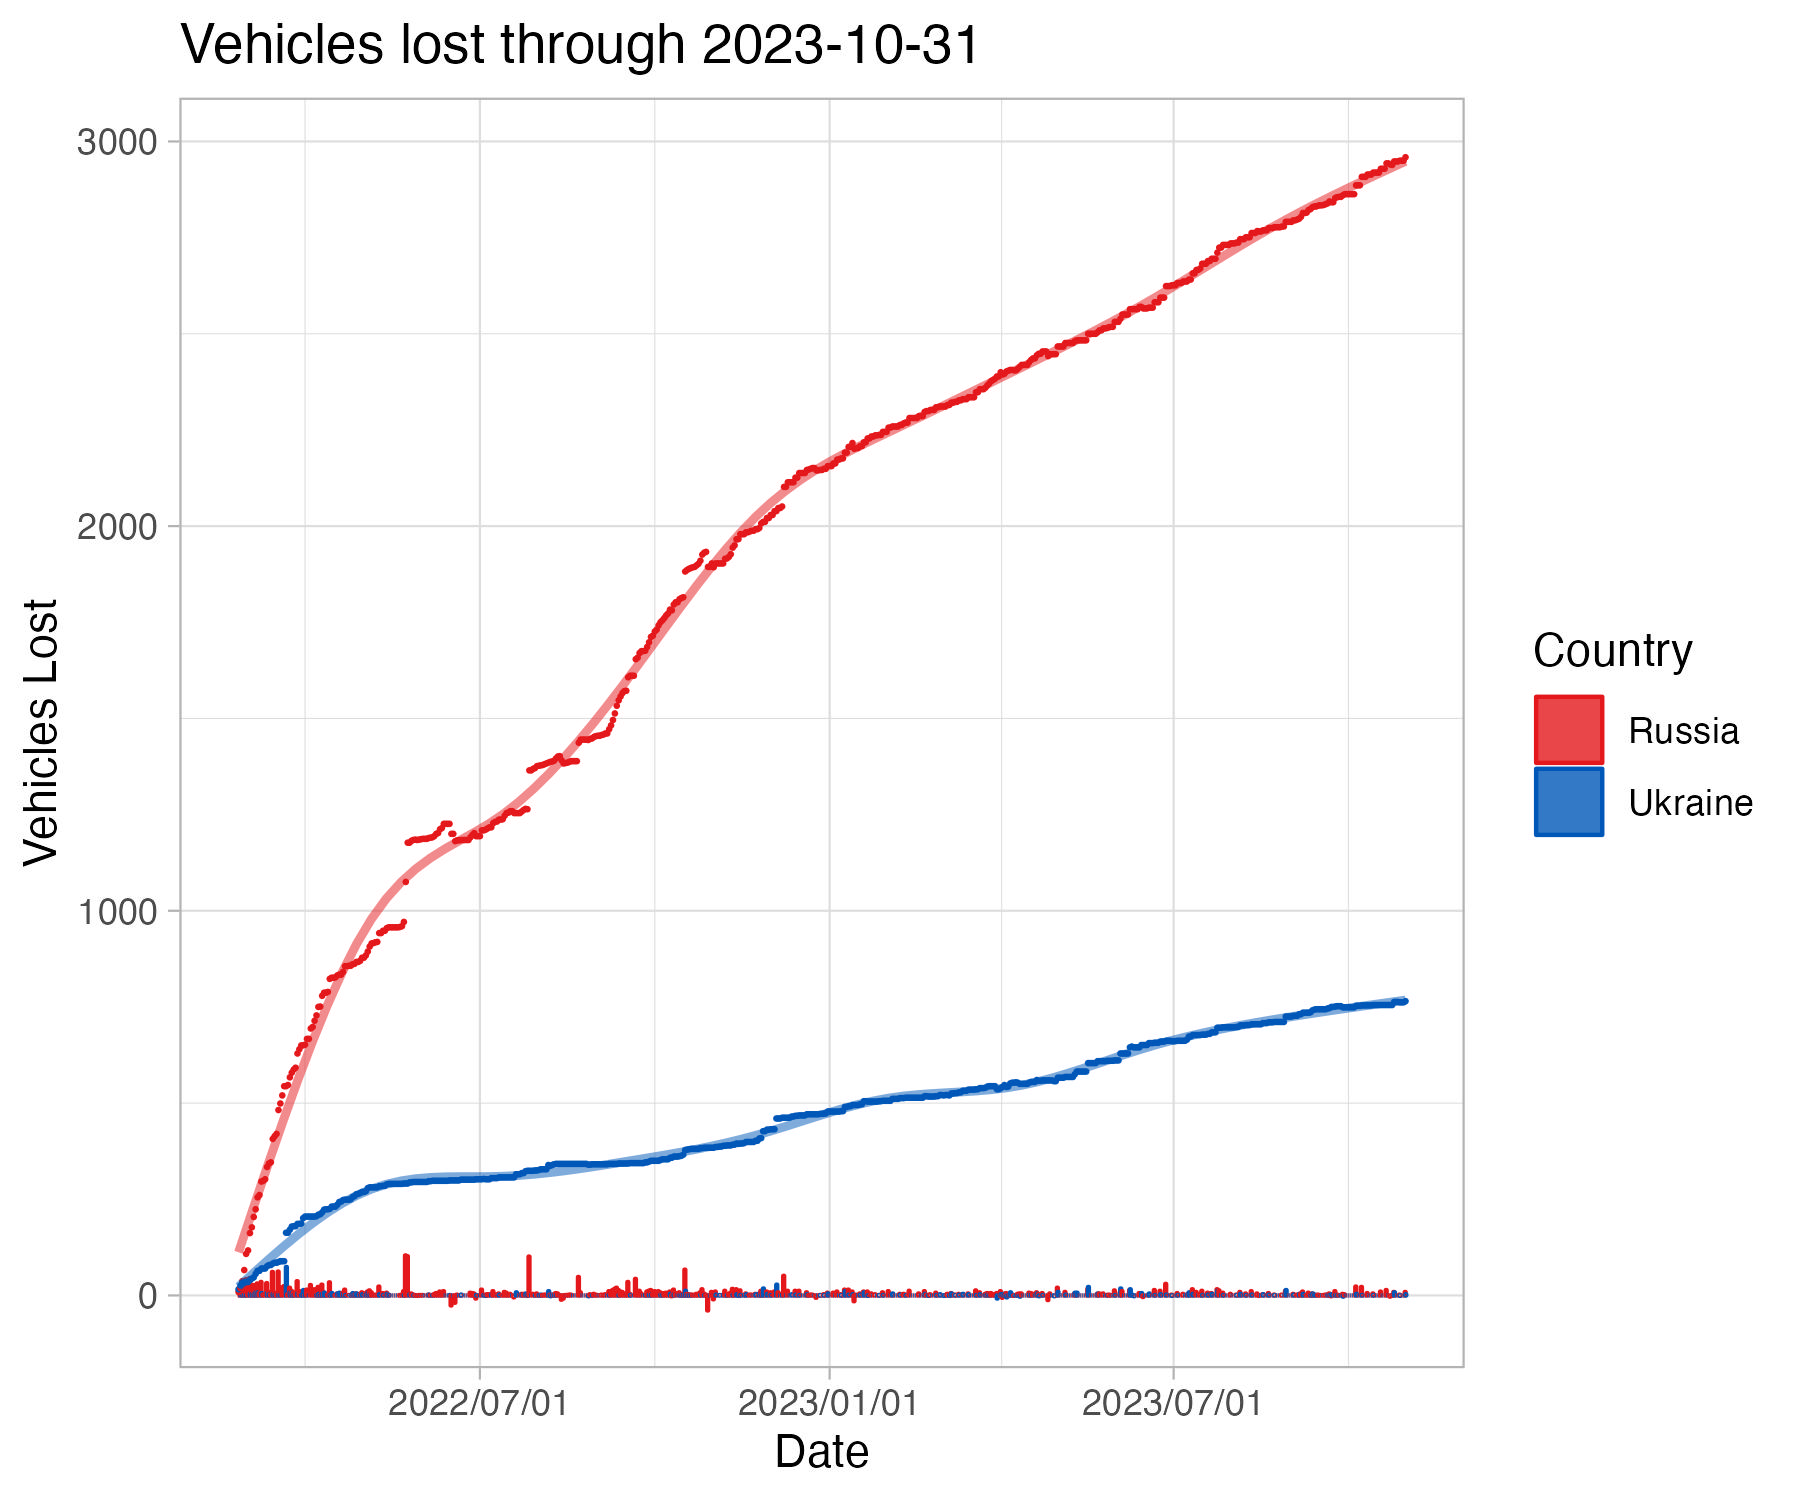 Vehicles lost through 2023-10-31
3000
2000
1000
0
Vehicles Lost
2022/07/01
2023/01/01
2023/07/01
Date
Country
Russia
Ukraine